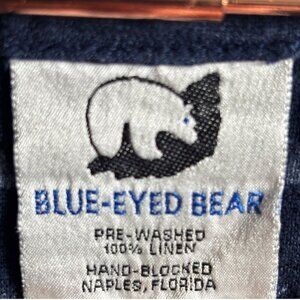 BLUE-EYED BEAR
PRE-WASHED
100% LINEN
HAND-BLOCKED
NAPLES, FLORIDA